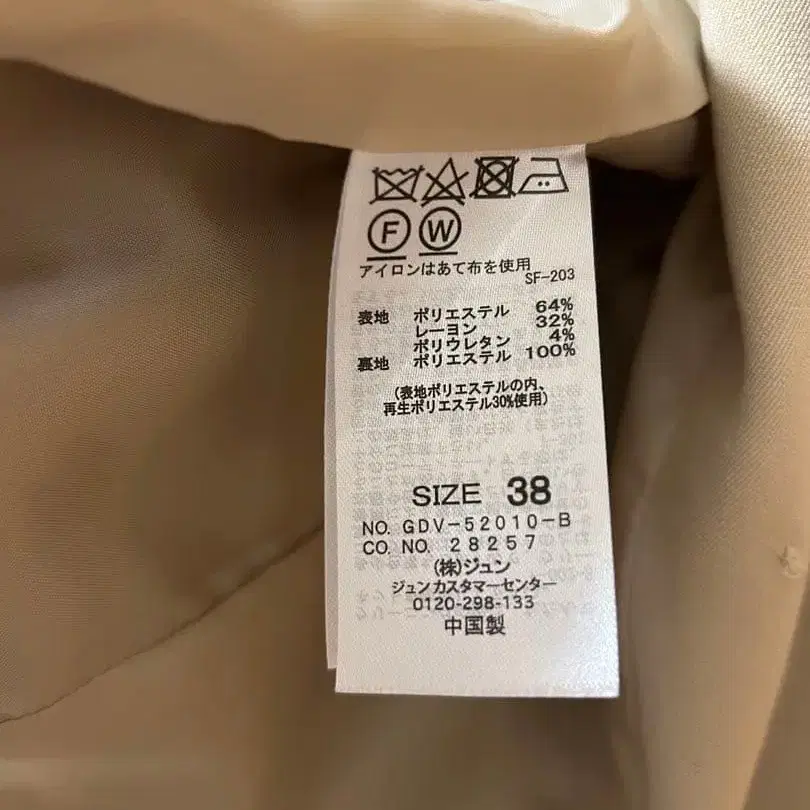 F W
アイロンはあて布を使用
SF-203
表地 ポリエステル 64%
レーヨン 32%
ポリウレタン 4%
裏地 ポリエステル 100%
(表地ポリエステルの内、
再生ポリエステル30%使用)
SIZE 38
NO. GDV-52010-B
CO. NO. 28257
(株)ジュン
ジュンカスタマーセンター
0120-298-133
中国製